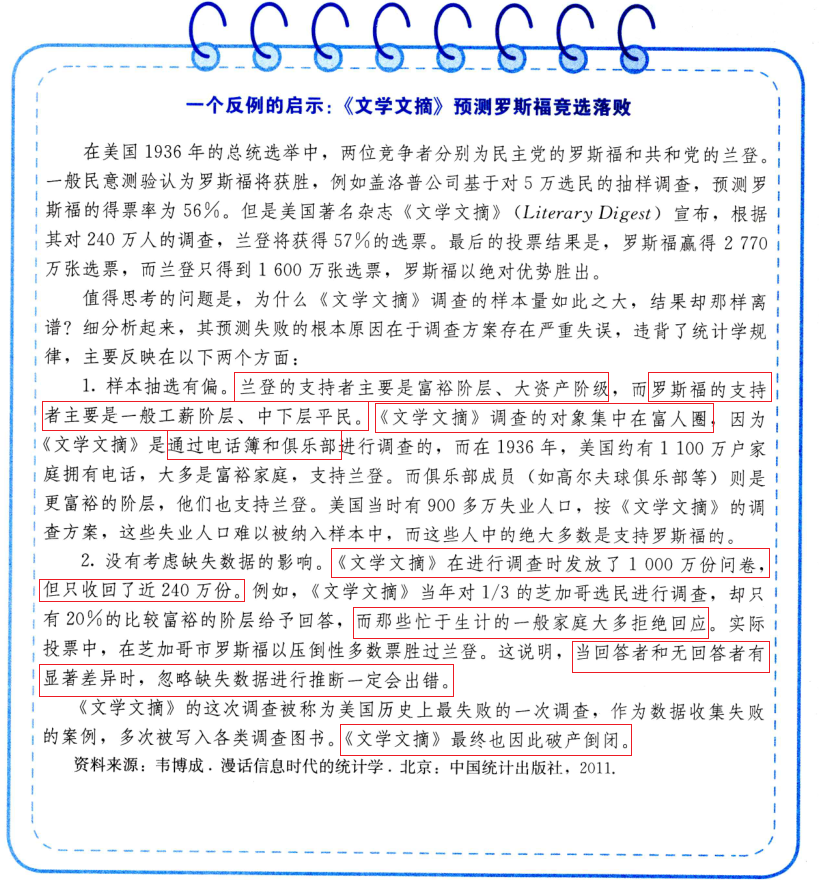 一个反例的启示：《文学文摘》预测罗斯福竞选落败
在美国 1936 年的总统选举中，两位竞争者分别为民主党的罗斯福和共和党的兰登。
一般民意测验认为罗斯福将获胜，例如盖洛普公司基于对 5 万选民的抽样调查，预测罗
斯福的得票率为 56%。但是美国著名杂志《文学文摘》（Literary Digest）宣布，根据
其对 240 万人的调查，兰登将获得 57%的选票。最后的投票结果是，罗斯福赢得 2 770
万张选票，而兰登只得到 1 600 万张选票，罗斯福以绝对优势胜出。
值得思考的问题是，为什么《文学文摘》调查的样本量如此之大，结果却那样离
谱？细分析起来，其预测失败的根本原因在于调查方案存在严重失误，违背了统计学规
律，主要反映在以下两个方面：
1. 样本抽选有偏。兰登的支持者主要是富裕阶层、大资产阶级，而罗斯福的支持
者主要是一般工薪阶层、中下层平民。《文学文摘》调查的对象集中在富人圈，因为
《文学文摘》是通过电话簿和俱乐部进行调查的，而在 1936 年，美国约有 1 100 万户家
庭拥有电话，大多是富裕家庭，支持兰登。而俱乐部成员（如高尔夫球俱乐部等）则是
更富裕的阶层，他们也支持兰登。美国当时有 900 多万失业人口，按《文学文摘》的调
查方案，这些失业人口难以被纳入样本中，而这些人中的绝大多数是支持罗斯福的。
2. 没有考虑缺失数据的影响。《文学文摘》在进行调查时发放了 1 000 万份问卷，
但只收回了近 240 万份。例如，《文学文摘》当年对 1/3 的芝加哥选民进行调查，却只
有 20%的比较富裕的阶层给予回答，而那些忙于生计的一般家庭大多拒绝回应。实际
投票中，在芝加哥市罗斯福以压倒性多数票胜过兰登。这说明，当回答者和无回答者有
显著差异时，忽略缺失数据进行推断一定会出错。
《文学文摘》的这次调查被称为美国历史上最失败的一次调查，作为数据收集失败
的案例，多次被写入各类调查图书。《文学文摘》最终也因此破产倒闭。
资料来源：韦博成．漫话信息时代的统计学．北京：中国统计出版社，2011.